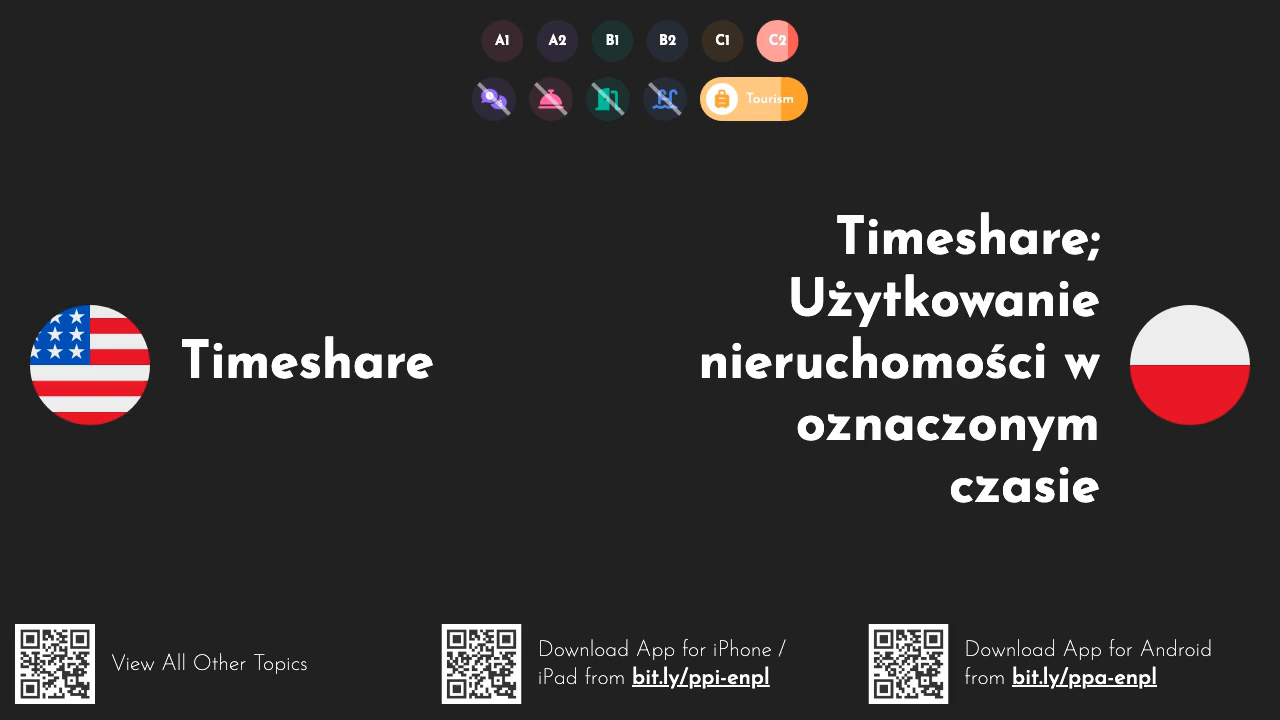 A1 A2 B1 B2 C1 C2
Tourism
Timeshare
Timeshare;
Użytkowanie
nieruchomości w
oznaczonym
czasie
View All Other Topics
Download App for iPhone /
iPad from bit.ly/ppi-enpl
Download App for Android
from bit.ly/ppa-enpl